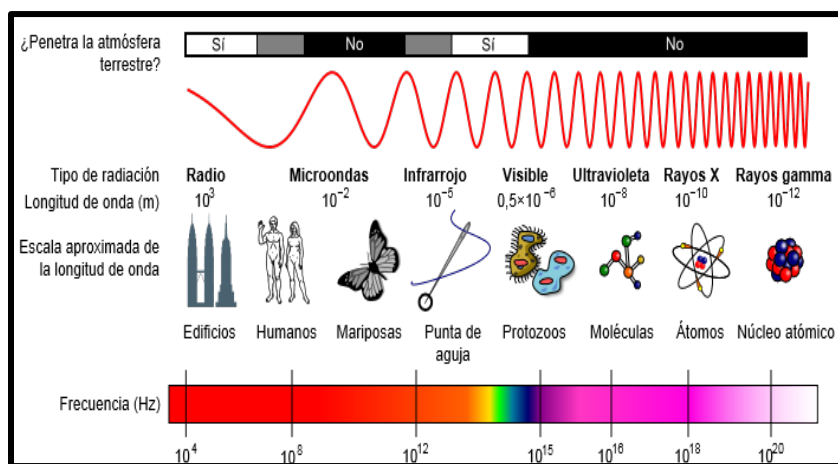 ¿Penetra la atmósfera terrestre?
Sí No Sí No
Tipo de radiación Radio Microondas Infrarrojo Visible Ultravioleta Rayos X Rayos gamma
Longitud de onda (m) 10³ 10⁻² 10⁻⁵ 0,5×10⁻⁶ 10⁻⁸ 10⁻¹⁰ 10⁻¹²
Escala aproximada de
la longitud de onda
Edificios Humanos Mariposas Punta de aguja Protozoos Moléculas Átomos Núcleo atómico
Frecuencia (Hz)
10⁴ 10⁸ 10¹² 10¹⁵ 10¹⁶ 10¹⁸ 10²⁰